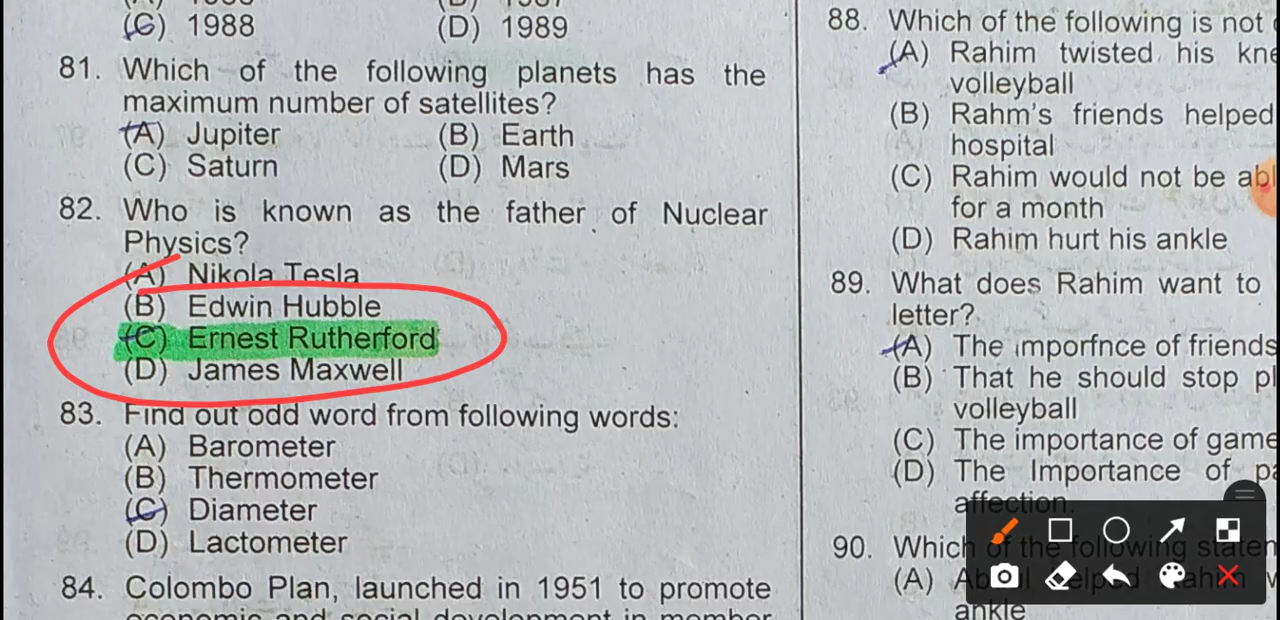 (C) 1988 (D) 1989
81. Which of the following planets has the
maximum number of satellites?
(A) Jupiter (B) Earth
(C) Saturn (D) Mars
82. Who is known as the father of Nuclear
Physics?
(A) Nikola Tesla
(B) Edwin Hubble
(C) Ernest Rutherford
(D) James Maxwell
83. Find out odd word from following words:
(A) Barometer
(B) Thermometer
(C) Diameter
(D) Lactometer
84. Colombo Plan, launched in 1951 to promote
economic and social development in member
88. Which of the following is not
(A) Rahim twisted his kne
volleyball
(B) Rahm's friends helped
hospital
(C) Rahim would not be abl
for a month
(D) Rahim hurt his ankle
89. What does Rahim want to
letter?
(A) The imporfnce of friends
(B) That he should stop pl
volleyball
(C) The importance of game
(D) The Importance of pa
affection
90. Which of the following staten
(A)
ankle